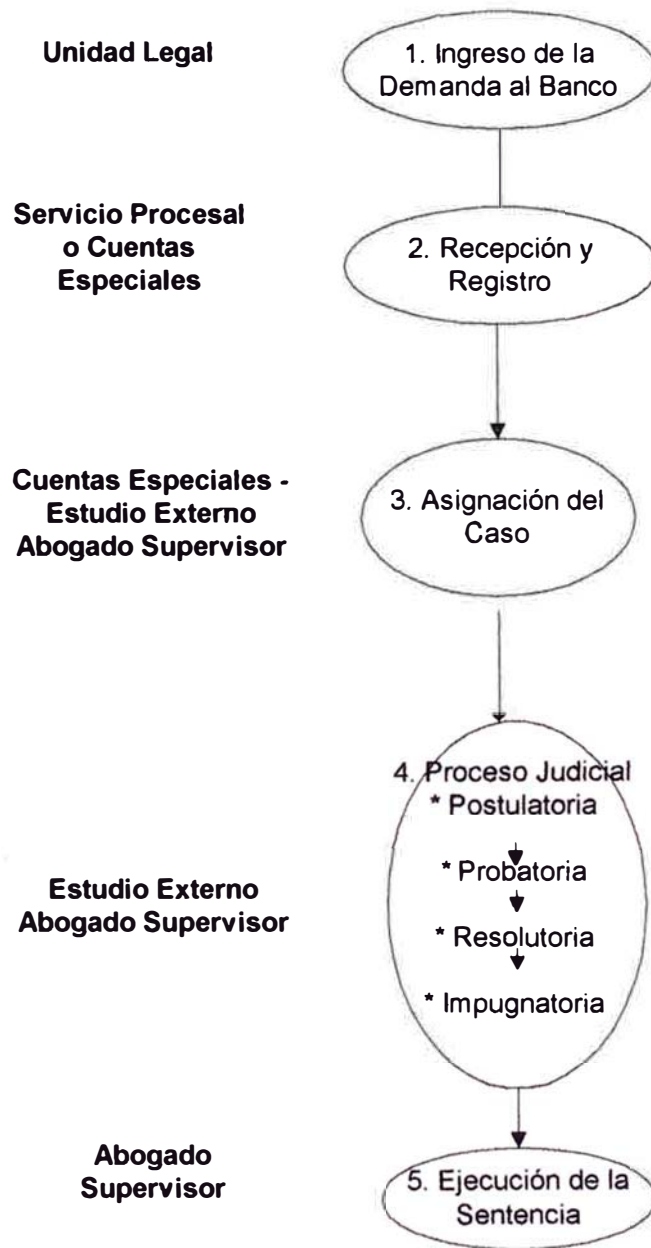 Unidad Legal
1. Ingreso de la
Demanda al Banco
Servicio Procesal
o Cuentas
Especiales
2. Recepción y
Registro
Cuentas Especiales -
Estudio Externo
Abogado Supervisor
3. Asignación del
Caso
4. Proceso Judicial
* Postulatoria
* Probatoria
* Resolutoria
* Impugnatoria
Estudio Externo
Abogado Supervisor
Abogado
Supervisor
5. Ejecución de la
Sentencia